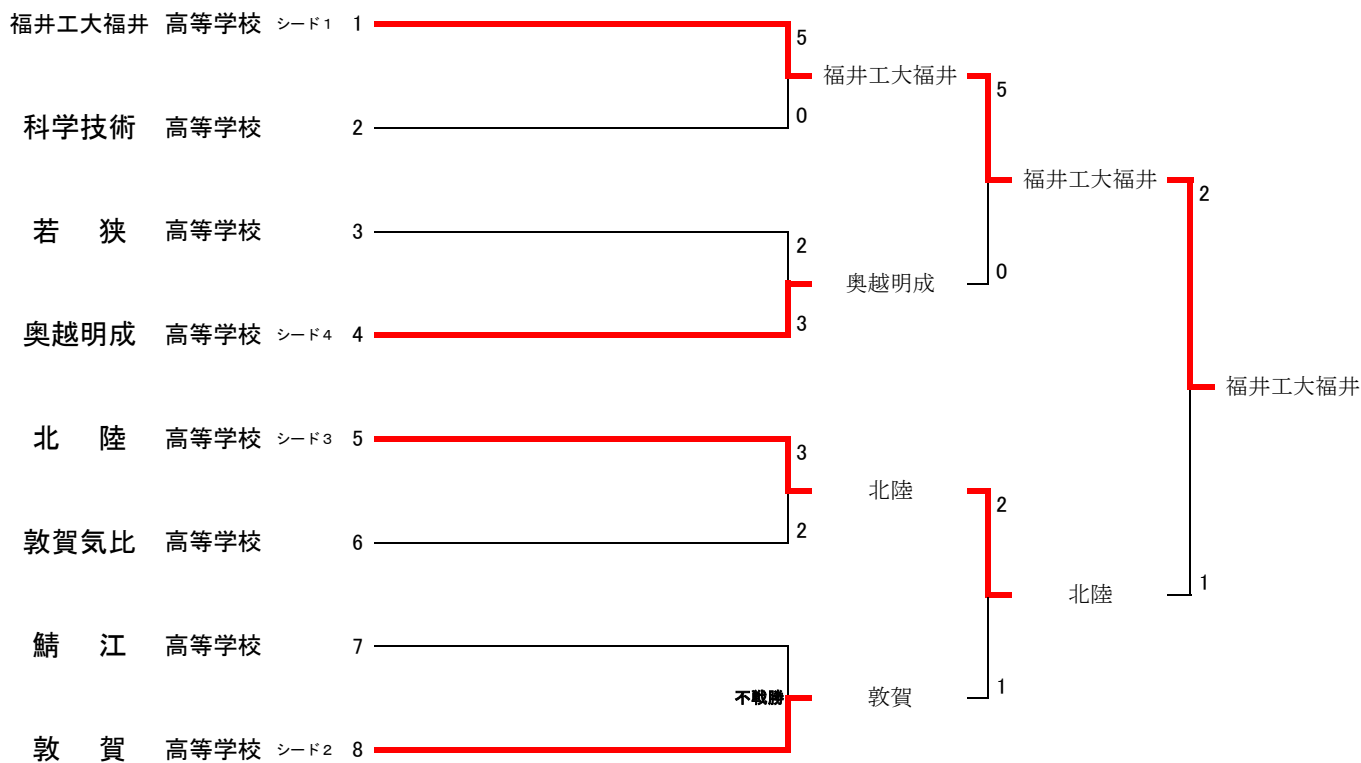 福井工大福井 高等学校 シード1 1
5
福井工大福井
5
0
科学技術 高等学校 2
福井工大福井
2
若 狭 高等学校 3
2
奥越明成
0
3
奥越明成 高等学校 シード4 4
福井工大福井
北 陸 高等学校 シード3 5
3
北陸
2
2
敦賀気比 高等学校 6
北陸
1
鯖 江 高等学校 7
不戦勝
敦賀
1
敦 賀 高等学校 シード2 8